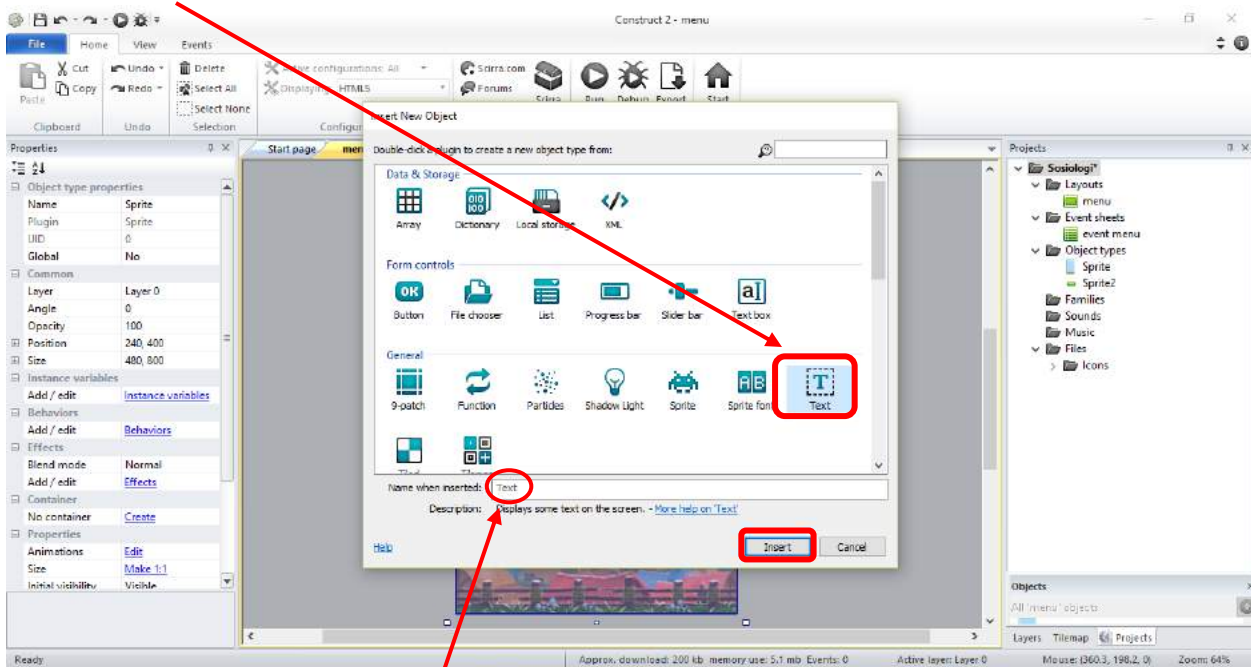 Construct 2 - menu
File Home View Events
Cut Copy Paste Clipboard
Undo Redo Undo
Delete Select All Select None Selection
Active configurations: All
Displaying: HTML5
Configur
Scirra.com
Forums
Scirra Run Debug Export Start
Properties
Start page
Projects
Object type properties
Name Sprite
Plugin Sprite
UID 0
Global No
Common
Layer Layer 0
Angle 0
Opacity 100
Position 240, 400
Size 480, 800
Instance variables
Add / edit Instance variables
Behaviors
Add / edit Behaviors
Effects
Blend mode Normal
Add / edit Effects
Container
No container Create
Properties
Animations Edit
Size Make 1:1
Initial visibility Visible
Insert New Object
Double-click a plugin to create a new object type from:
Data & Storage
Array Dictionary Local storage XML
Form controls
Button File chooser List Progress bar Slider bar Text box
General
9-patch Function Particles Shadow Light Sprite Sprite font Text
Name when inserted: Text
Description: Displays some text on the screen. - More help on 'Text'
Help Insert Cancel
Sosiologi*
Layouts
menu
Event sheets
event menu
Object types
Sprite
Sprite2
Families
Sounds
Music
Files
Icons
Objects
All 'menu' objects
Layers Tilemap Projects
Ready Approx. download: 200 kb memory use: 5.1 mb Events: 0 Active layer: Layer 0 Mouse: (360.3, 198.2, 0) Zoom: 64%